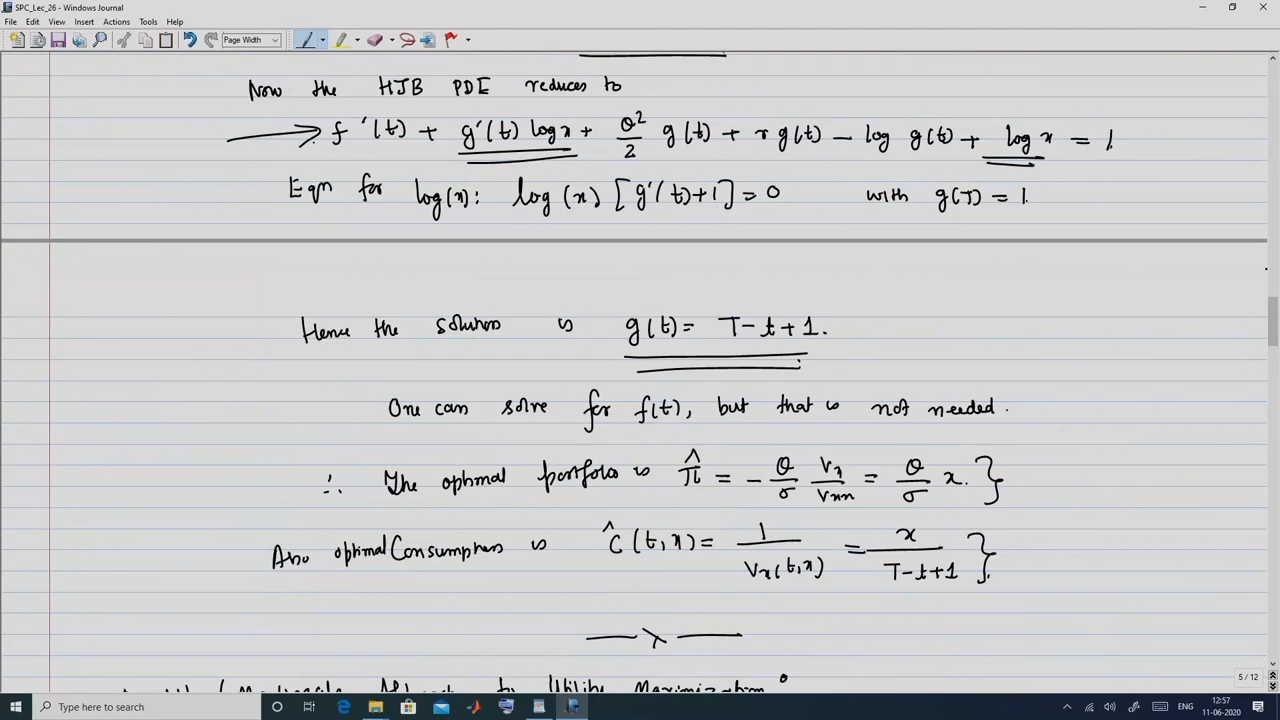 SPC_Lec_26 - Windows Journal
File Edit View Insert Actions Tools Help
Page Width
Now the HJB PDE reduces to
f'(t) + g'(t) log x + θ²/2 g(t) + r g(t) - log g(t) + log x = 1.
Eqn for log(x): log(x) [g'(t)+1] = 0 with g(T) = 1.
Hence the solution is g(t) = T-t+1.
One can solve for f(t), but that is not needed.
∴ The optimal portfolio is π̂ = - θ/σ Vx/Vxx = θ/σ x. }
Also optimal Consumption is ĉ(t,x) = 1/Vx(t,x) = x/T-t+1 }
to Utility Maximization:
5 / 12
Type here to search
ENG
12:57
11-06-2020